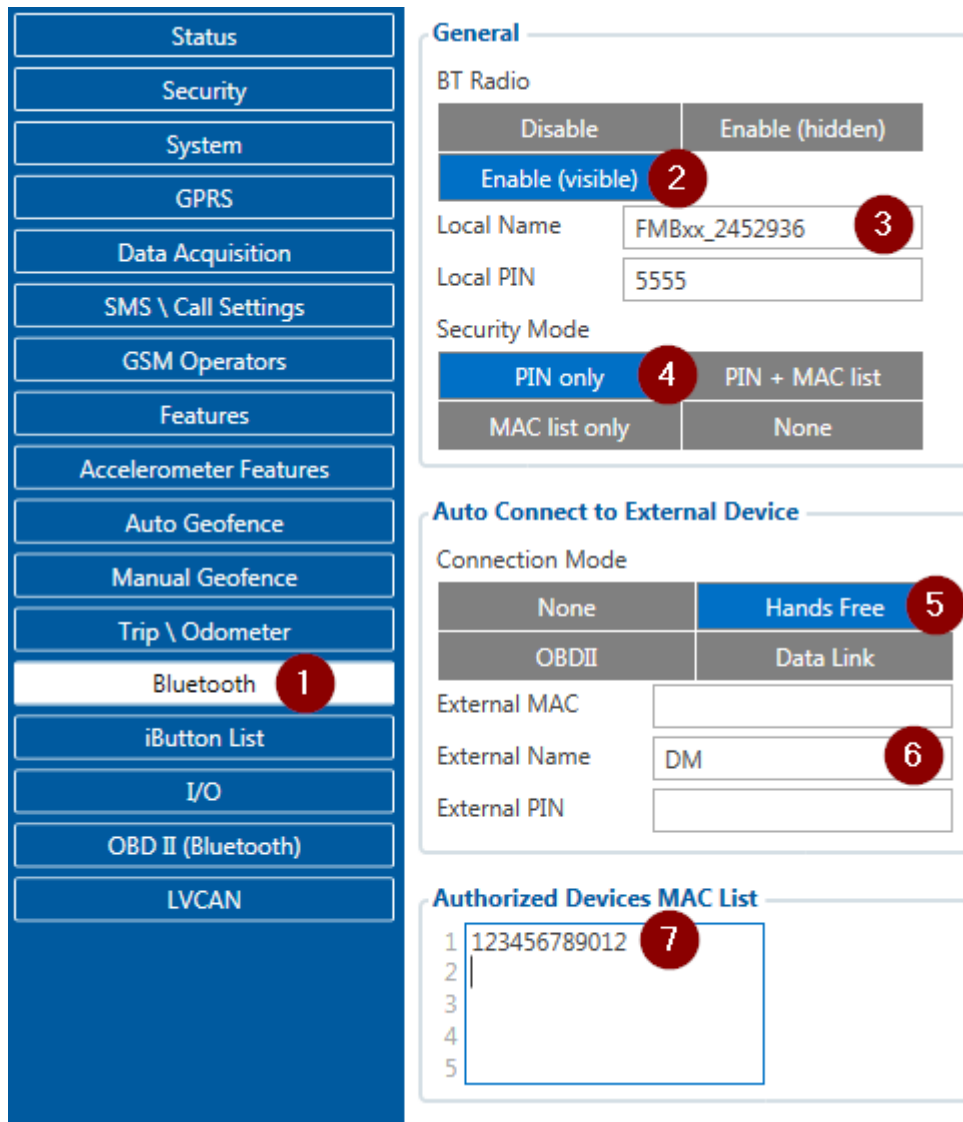 Status
Security
System
GPRS
Data Acquisition
SMS \ Call Settings
GSM Operators
Features
Accelerometer Features
Auto Geofence
Manual Geofence
Trip \ Odometer
Bluetooth 1
iButton List
I/O
OBD II (Bluetooth)
LVCAN
General
BT Radio
Disable Enable (hidden)
Enable (visible) 2
Local Name FMBxx_2452936 3
Local PIN 5555
Security Mode
PIN only 4 PIN + MAC list
MAC list only None
Auto Connect to External Device
Connection Mode
None Hands Free 5
OBDII Data Link
External MAC
External Name DM 6
External PIN
Authorized Devices MAC List
1 123456789012 7
2
3
4
5